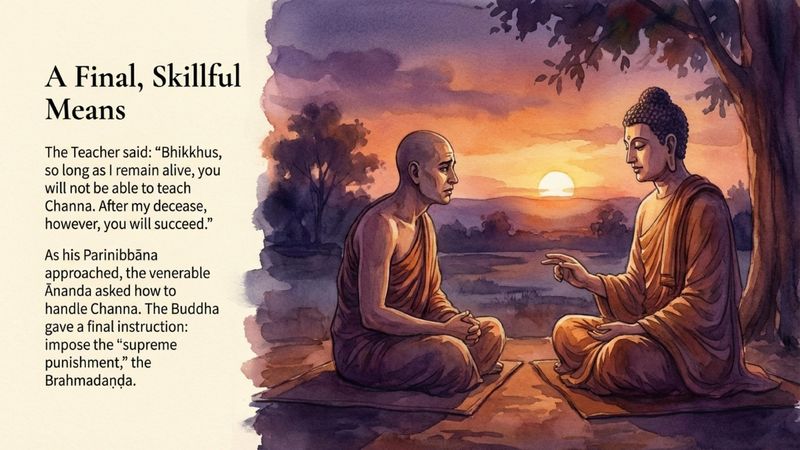 A Final, Skillful
Means
The Teacher said: “Bhikkhus,
so long as I remain alive, you
will not be able to teach
Channa. After my decease,
however, you will succeed.”
As his Parinibbāna
approached, the venerable
Ānanda asked how to
handle Channa. The Buddha
gave a final instruction:
impose the “supreme
punishment,” the
Brahmadaṇḍa.